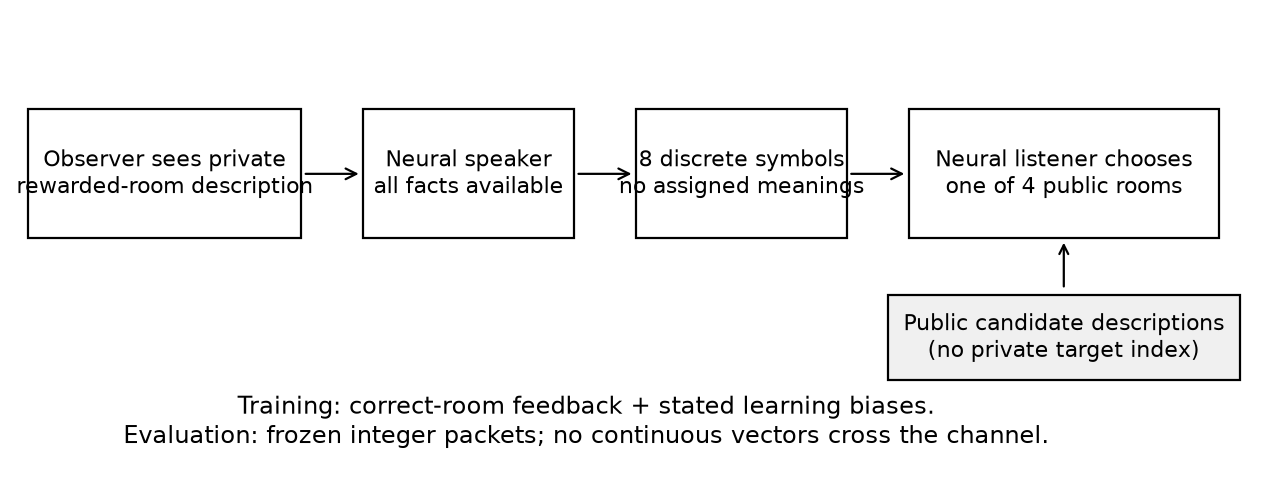 Observer sees private
rewarded-room description
Neural speaker
all facts available
8 discrete symbols
no assigned meanings
Neural listener chooses
one of 4 public rooms
Public candidate descriptions
(no private target index)
Training: correct-room feedback + stated learning biases.
Evaluation: frozen integer packets; no continuous vectors cross the channel.